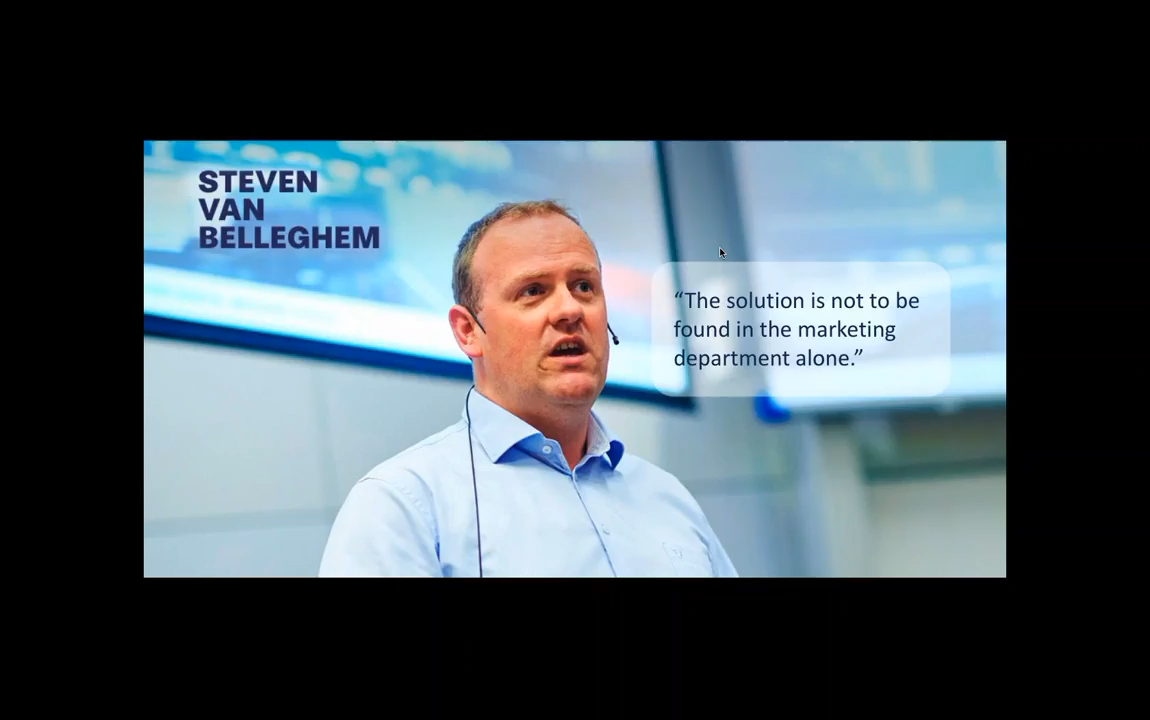 STEVEN
VAN
BELLEGHEM
“The solution is not to be
found in the marketing
department alone.”